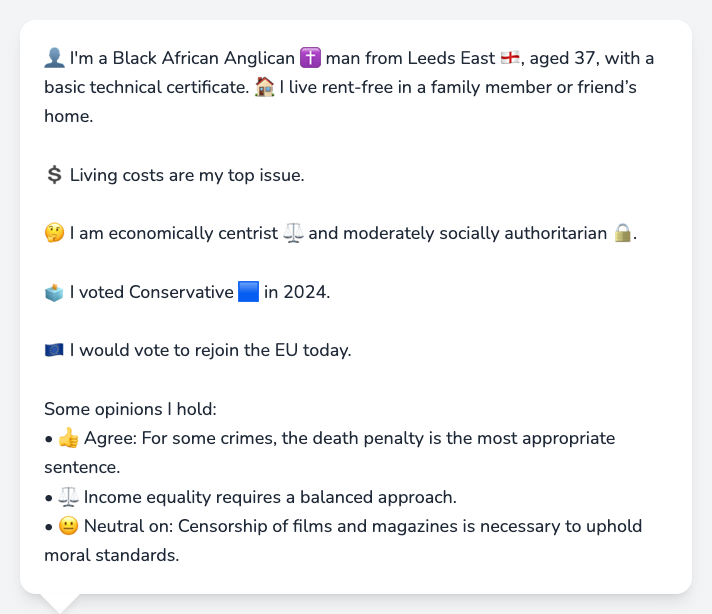 👤 I'm a Black African Anglican ✝️ man from Leeds East 🏴󠁧󠁢󠁥󠁮󠁧󠁿, aged 37, with a
basic technical certificate. 🏠 I live rent-free in a family member or friend’s
home.
💲 Living costs are my top issue.
🤔 I am economically centrist ⚖️ and moderately socially authoritarian 🔒.
🗳️ I voted Conservative 🟦 in 2024.
🇪🇺 I would vote to rejoin the EU today.
Some opinions I hold:
• 👍 Agree: For some crimes, the death penalty is the most appropriate
sentence.
• ⚖️ Income equality requires a balanced approach.
• 😐 Neutral on: Censorship of films and magazines is necessary to uphold
moral standards.